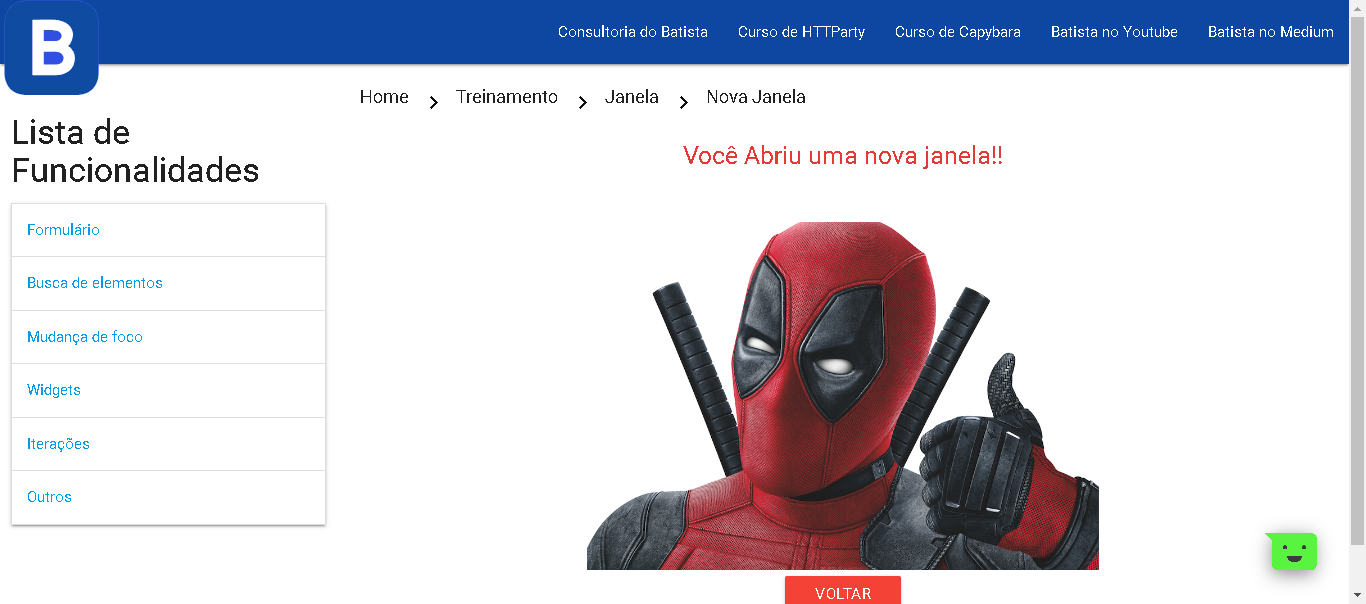 B
Consultoria do Batista Curso de HTTParty Curso de Capybara Batista no Youtube Batista no Medium
Home Treinamento Janela Nova Janela
Lista de
Funcionalidades
Formulário
Busca de elementos
Mudança de foco
Widgets
Iterações
Outros
Você Abriu uma nova janela!!
VOLTAR